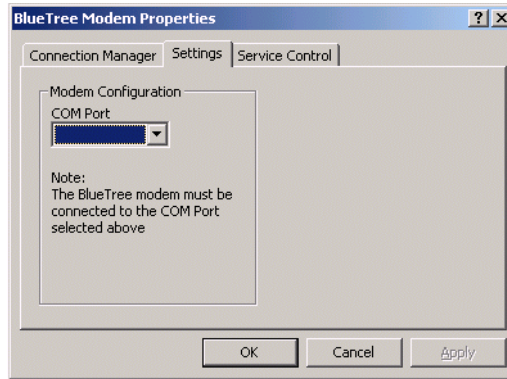 BlueTree Modem Properties
Connection Manager Settings Service Control
Modem Configuration
COM Port
Note:
The BlueTree modem must be
connected to the COM Port
selected above
OK Cancel Apply